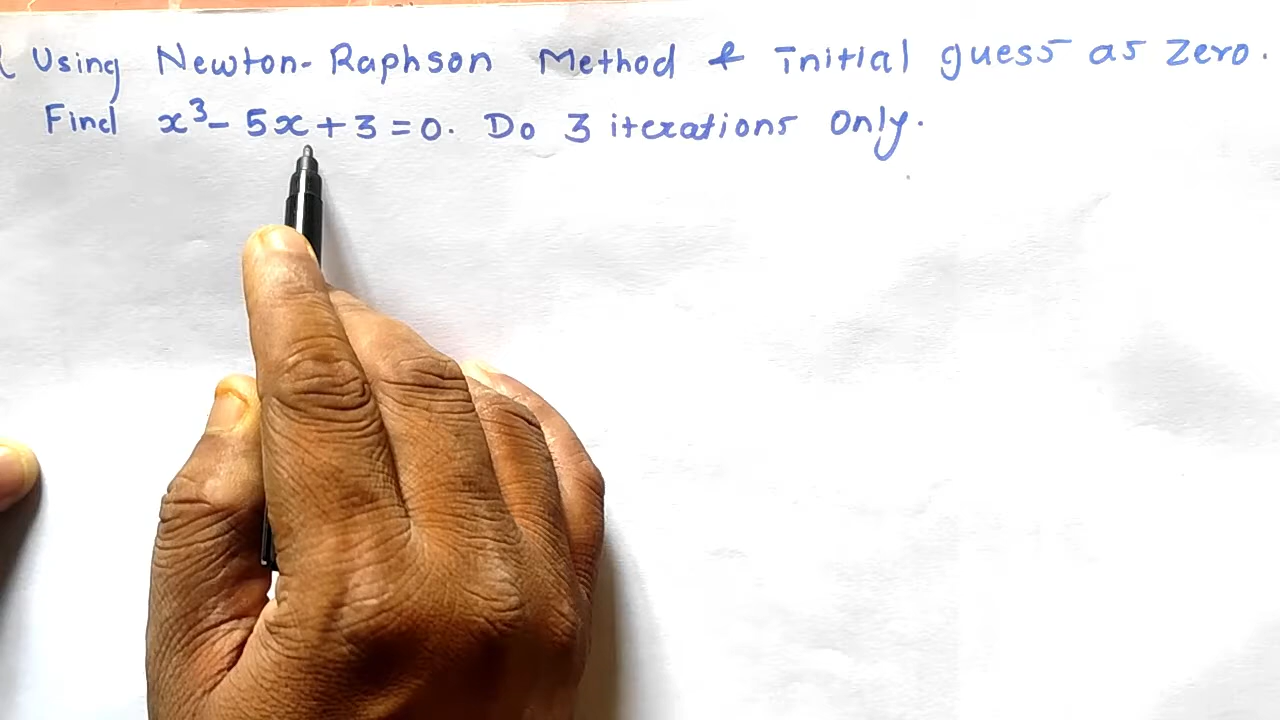 Using Newton-Raphson Method & initial guess as zero.
Find x³- 5x+3=0. Do 3 iterations only.